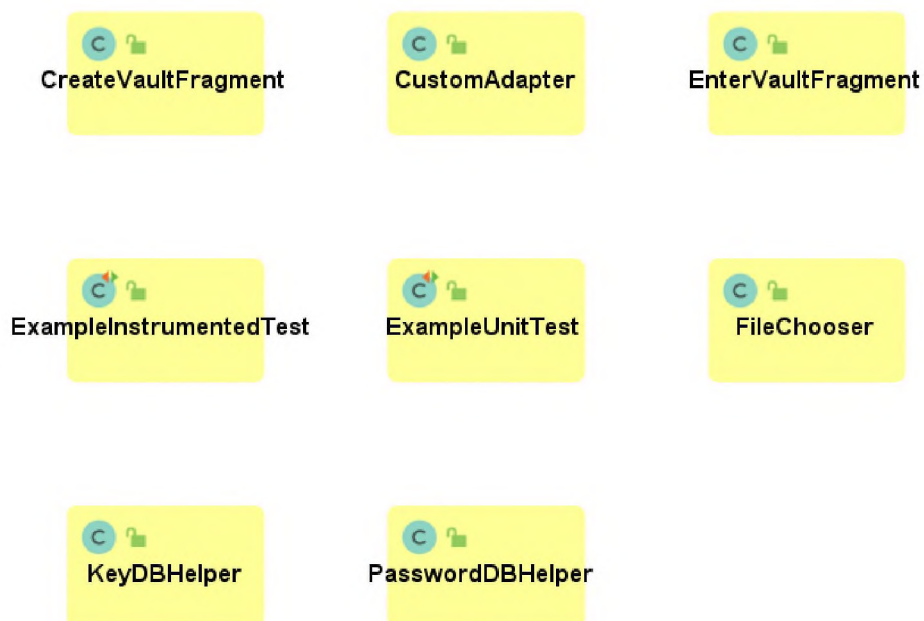 C
CreateVaultFragment
C
CustomAdapter
C
EnterVaultFragment
C
ExampleInstrumentedTest
C
ExampleUnitTest
C
FileChooser
C
KeyDBHelper
C
PasswordDBHelper